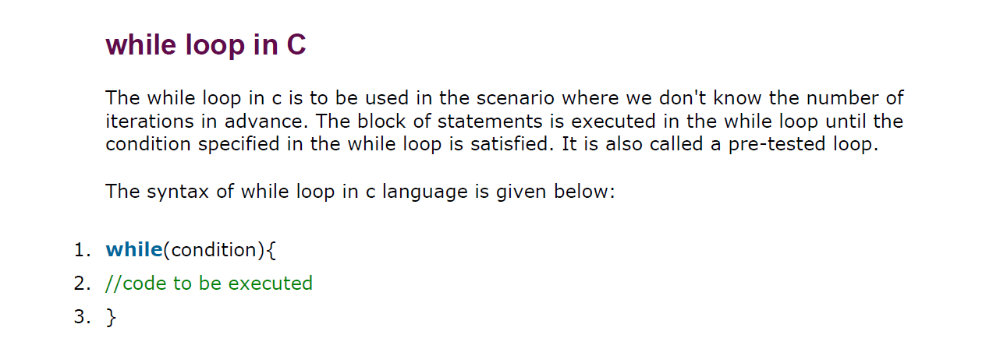 while loop in C
The while loop in c is to be used in the scenario where we don't know the number of
iterations in advance. The block of statements is executed in the while loop until the
condition specified in the while loop is satisfied. It is also called a pre-tested loop.
The syntax of while loop in c language is given below:
1. while(condition){
2. //code to be executed
3. }